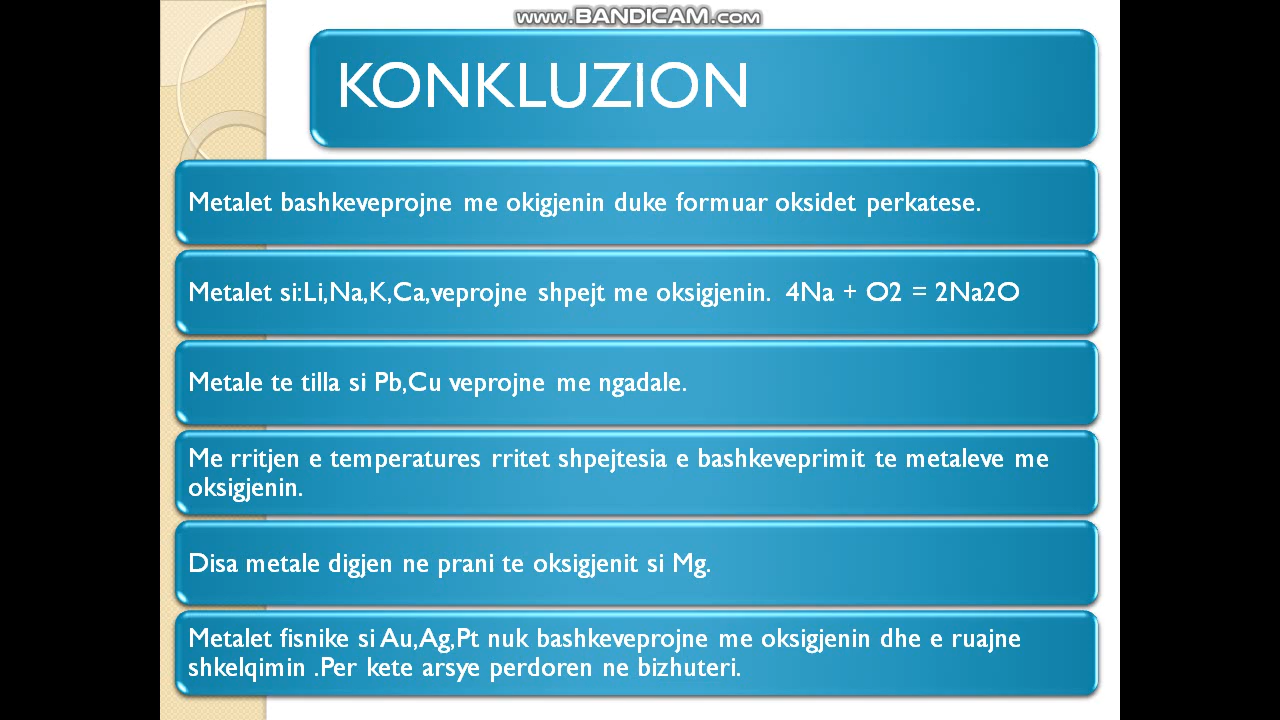 www.BANDICAM.com
KONKLUZION
Metalet bashkeveprojne me okigjenin duke formuar oksidet perkatese.
Metalet si:Li,Na,K,Ca,veprojne shpejt me oksigjenin. 4Na + O2 = 2Na2O
Metale te tilla si Pb,Cu veprojne me ngadale.
Me rritjen e temperatures rritet shpejtesia e bashkeveprimit te metaleve me
oksigjenin.
Disa metale digjen ne prani te oksigjenit si Mg.
Metalet fisnike si Au,Ag,Pt nuk bashkeveprojne me oksigjenin dhe e ruajne
shkelqimin .Per kete arsye perdoren ne bizhuteri.